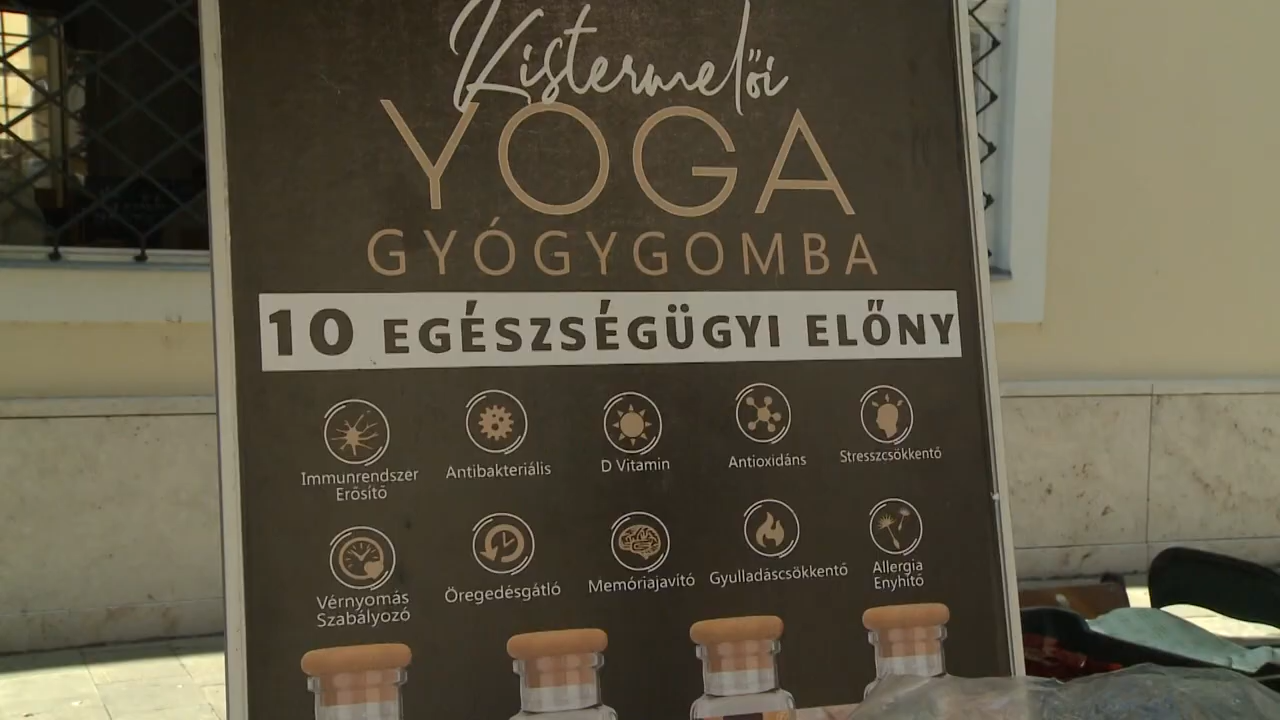 Kistermelői
YOGA
GYÓGYGOMBA
10 EGÉSZSÉGÜGYI ELŐNY
Immunrendszer
Erősítő
Antibakteriális
D Vitamin
Antioxidáns
Stresszcsökkentő
Vérnyomás
Szabályozó
Öregedésgátló
Memóriajavító
Gyulladáscsökkentő
Allergia
Enyhítő